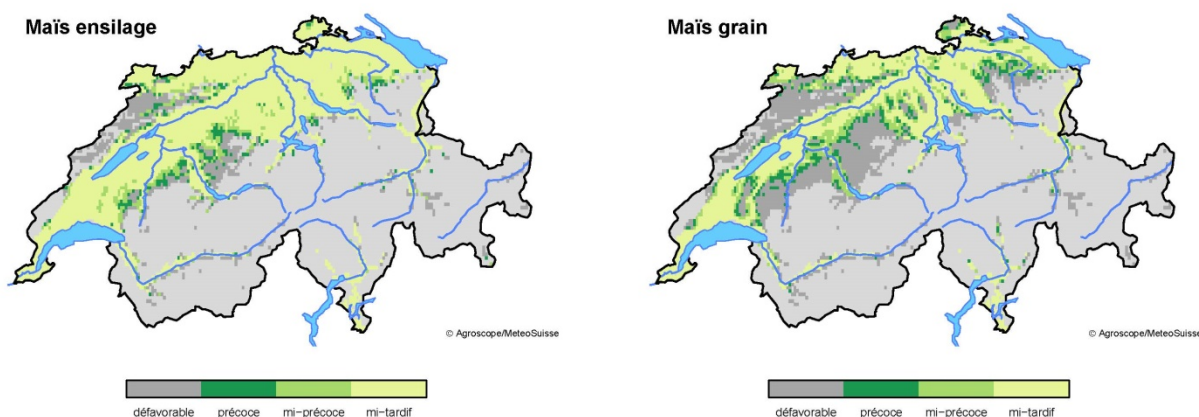 Maïs ensilage
Maïs grain
© Agroscope/MeteoSuisse
© Agroscope/MeteoSuisse
défavorable précoce mi-précoce mi-tardif
défavorable précoce mi-précoce mi-tardif